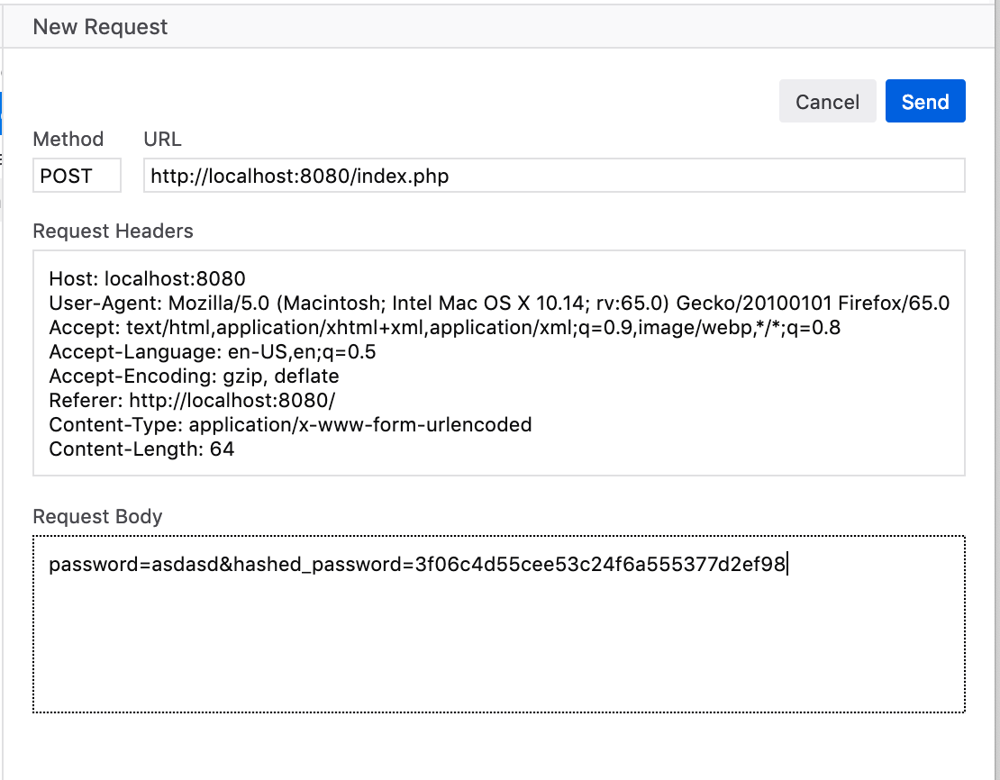 New Request
Cancel
Send
Method
URL
POST
http://localhost:8080/index.php
Request Headers
Host: localhost:8080
User-Agent: Mozilla/5.0 (Macintosh; Intel Mac OS X 10.14; rv:65.0) Gecko/20100101 Firefox/65.0
Accept: text/html,application/xhtml+xml,application/xml;q=0.9,image/webp,*/*;q=0.8
Accept-Language: en-US,en;q=0.5
Accept-Encoding: gzip, deflate
Referer: http://localhost:8080/
Content-Type: application/x-www-form-urlencoded
Content-Length: 64
Request Body
password=asdasd&hashed_password=3f06c4d55cee53c24f6a555377d2ef98